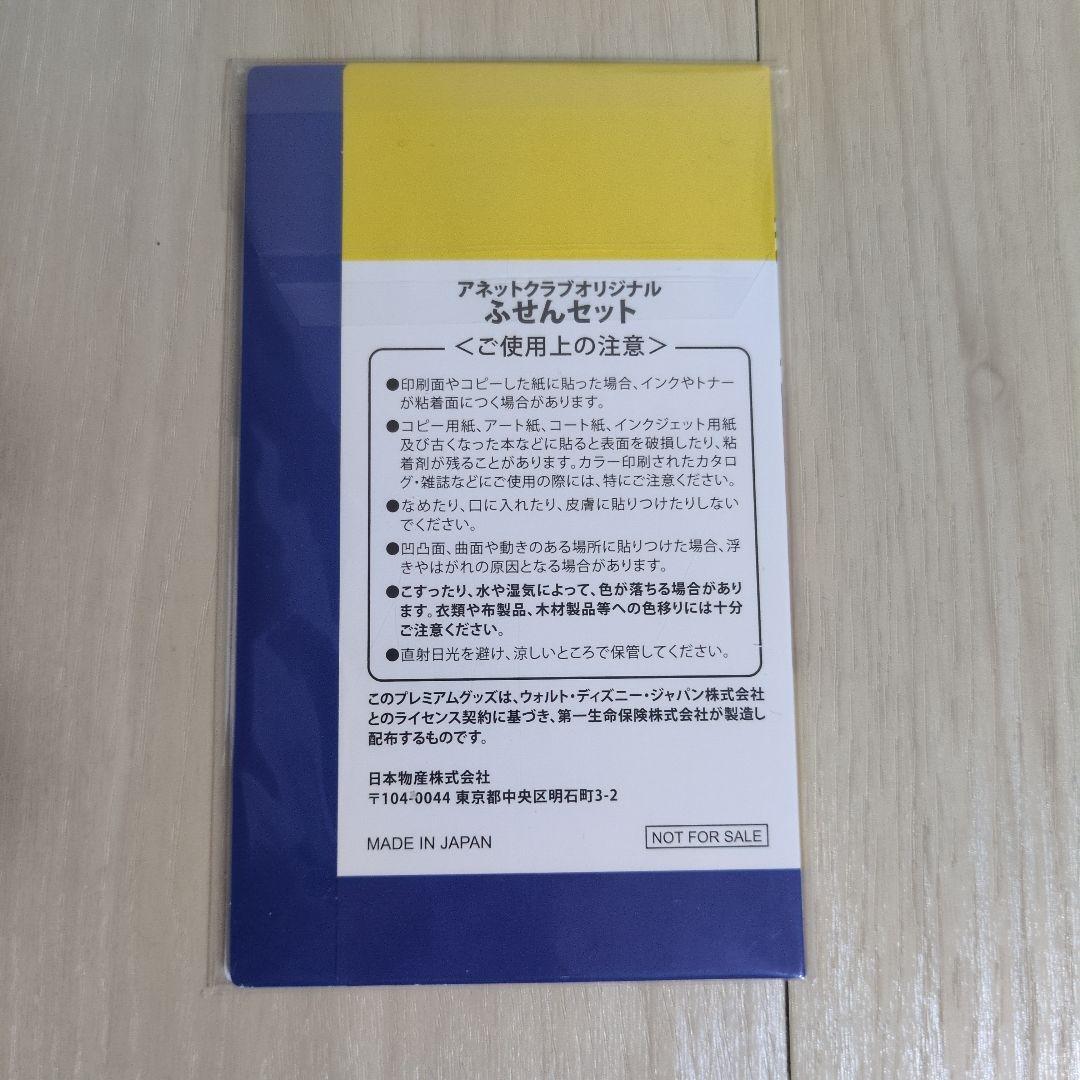 アネットクラブオリジナル
ふせんセット
＜ご使用上の注意＞
●印刷面やコピーした紙に貼った場合、インクやトナー
が粘着面につく場合があります。
●コピー用紙、アート紙、コート紙、インクジェット用紙
及び古くなった本などに貼ると表面を破損したり、粘
着剤が残ることがあります。カラー印刷されたカタロ
グ・雑誌などにご使用の際には、特にご注意ください。
●なめたり、口に入れたり、皮膚に貼りつけたりしない
でください。
●凹凸面、曲面や動きのある場所に貼りつけた場合、浮
きやはがれの原因となる場合があります。
●こすったり、水や湿気によって、色が落ちる場合があり
ます。衣類や布製品、木材製品等への色移りには十分
ご注意ください。
●直射日光を避け、涼しいところで保管してください。
このプレミアムグッズは、ウォルト・ディズニー・ジャパン株式会社
とのライセンス契約に基づき、第一生命保険株式会社が製造し
配布するものです。
日本物産株式会社
〒104-0044 東京都中央区明石町3-2
MADE IN JAPAN
NOT FOR SALE